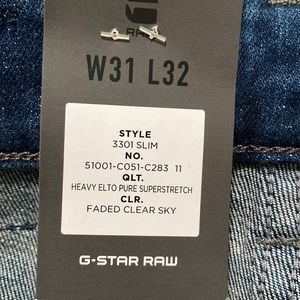 RAW
W31 L32
STYLE
3301 SLIM
NO.
51001-C051-C283 11
QLT.
HEAVY ELTO PURE SUPERSTRETCH
CLR.
FADED CLEAR SKY
G-STAR RAW